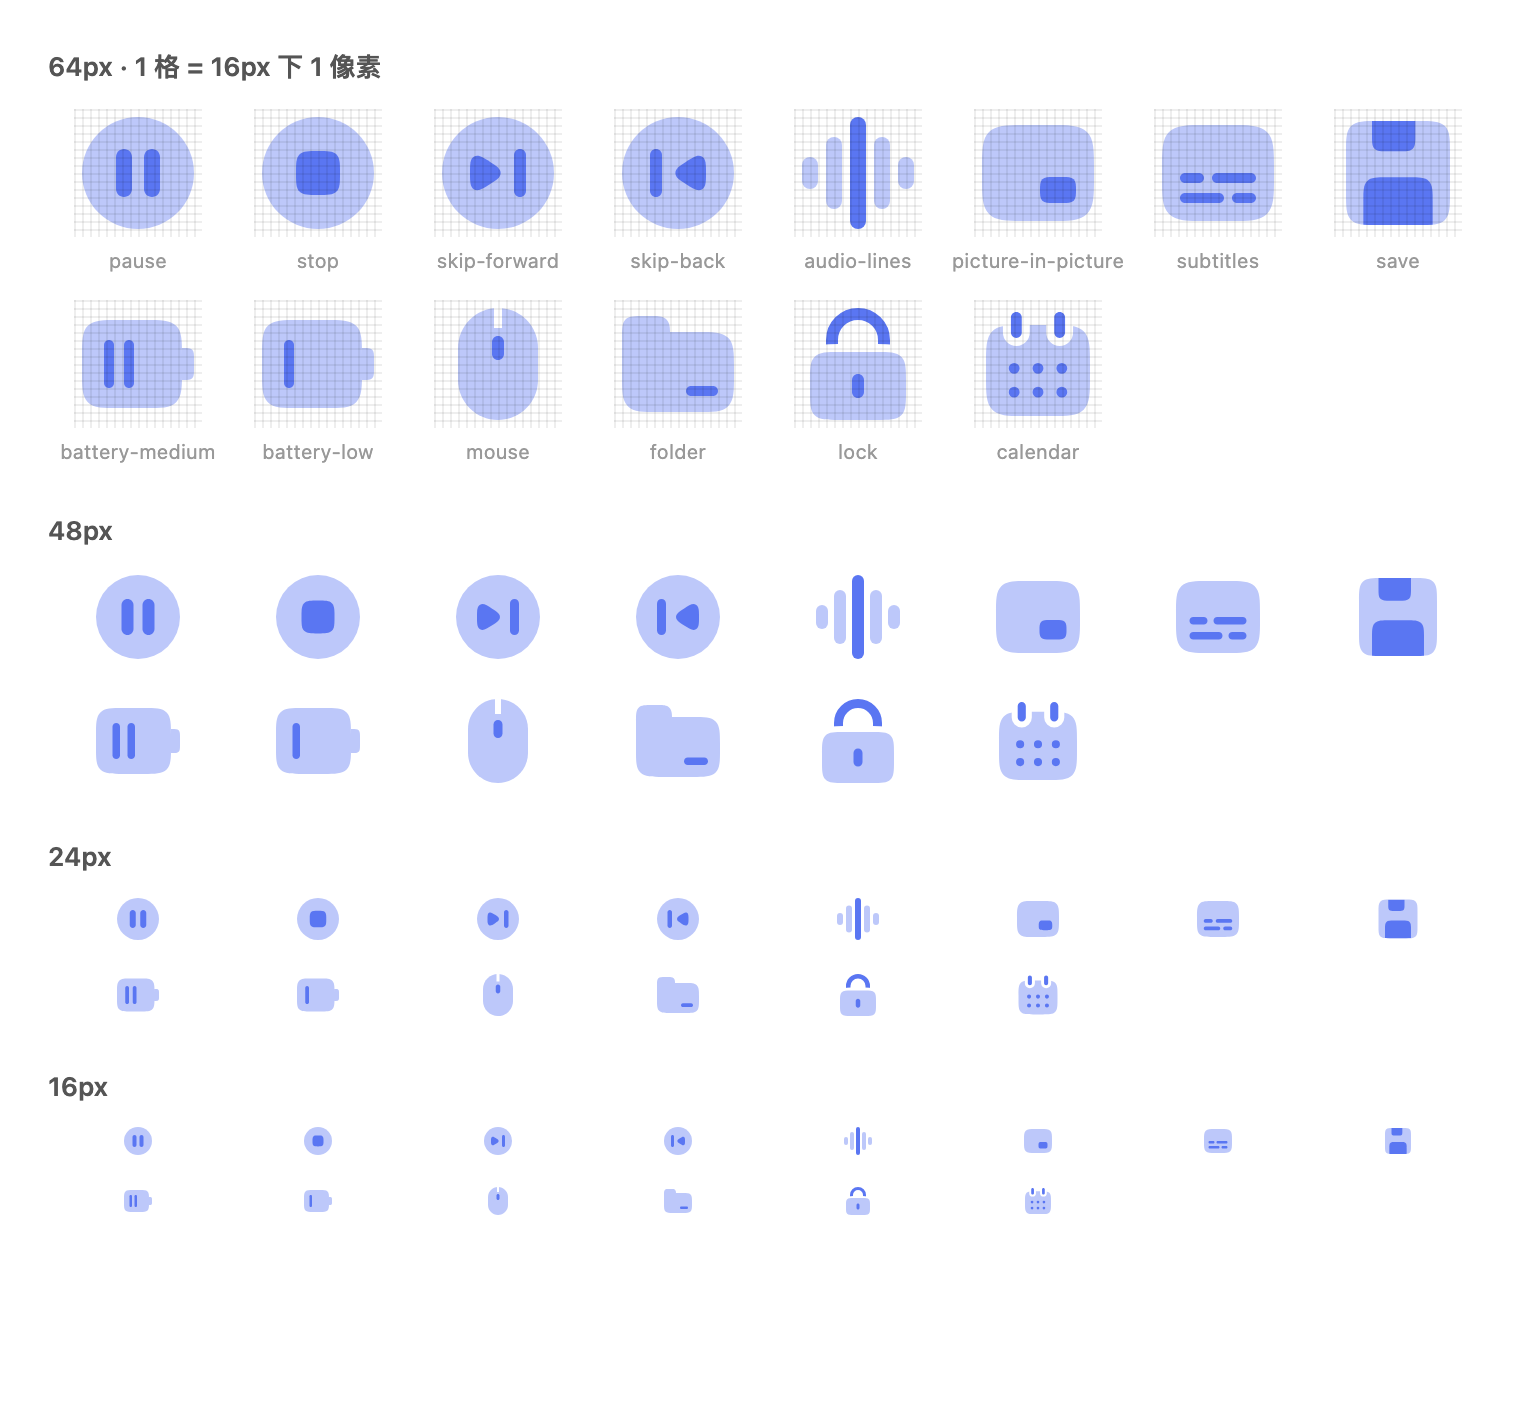 64px · 1 格 = 16px 下 1 像素
pause
stop
skip-forward
skip-back
audio-lines
picture-in-picture
subtitles
save
battery-medium
battery-low
mouse
folder
lock
calendar
48px
24px
16px